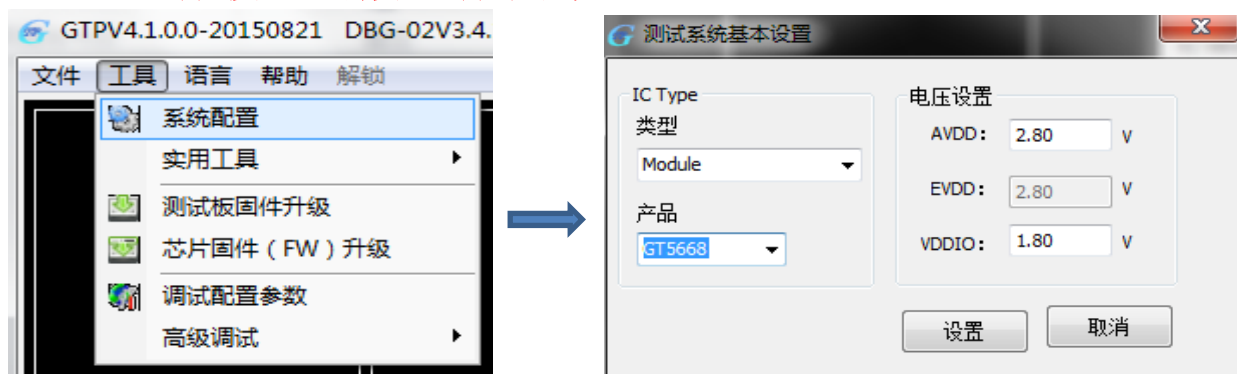 GTPV4.1.0.0-20150821 DBG-02V3.4.
文件 工具 语言 帮助 解锁
系统配置
实用工具
测试板固件升级
芯片固件（FW）升级
调试配置参数
高级调试
测试系统基本设置
IC Type
类型
Module
产品
GT5668
电压设置
AVDD: 2.80 V
EVDD: 2.80 V
VDDIO: 1.80 V
设置 取消